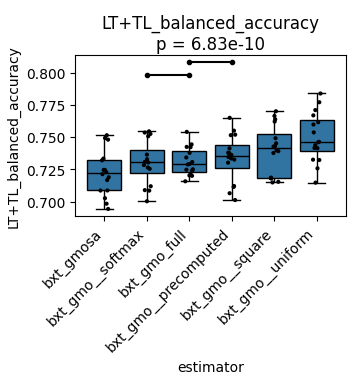 LT+TL_balanced_accuracy
p = 6.83e-10
LT+TL_balanced_accuracy
0.800
0.775
0.750
0.725
0.700
bxt_gmosa
bxt_gmo__softmax
bxt_gmo_full
bxt_gmo__precomputed
bxt_gmo__square
bxt_gmo__uniform
estimator